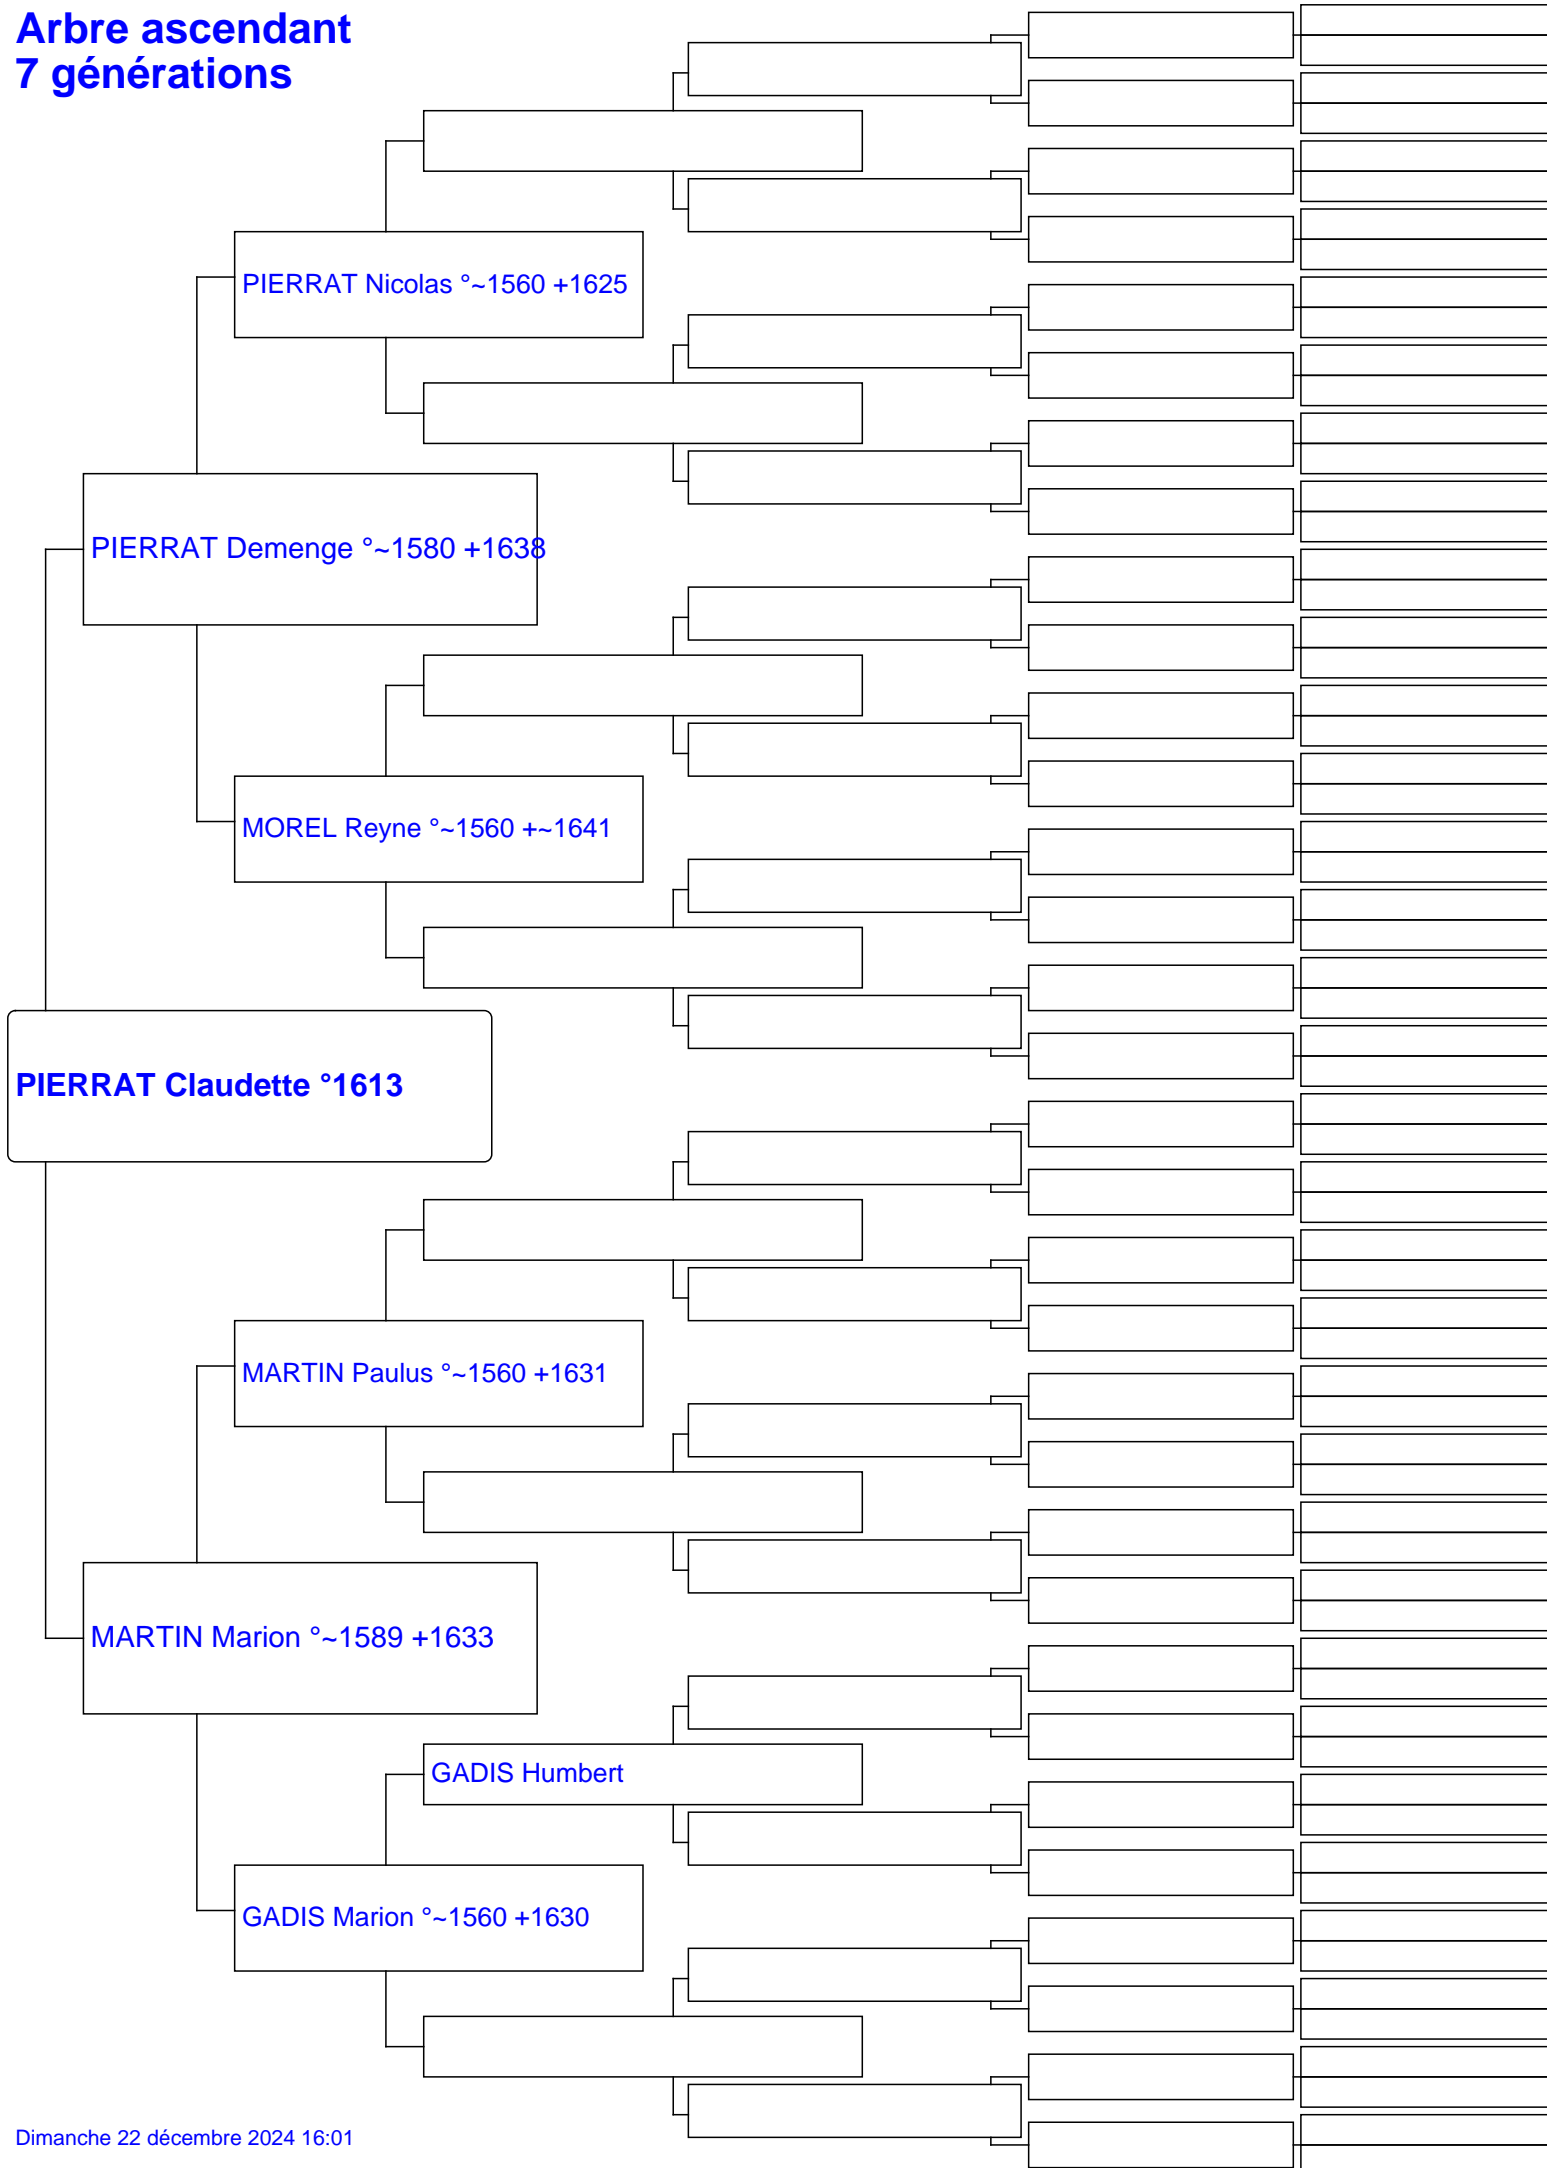 Arbre ascendant
7 générations
PIERRAT Nicolas °~1560 +1625
PIERRAT Demenge °~1580 +1638
MOREL Reyne °~1560 +~1641
PIERRAT Claudette °1613
MARTIN Paulus °~1560 +1631
MARTIN Marion °~1589 +1633
GADIS Humbert
GADIS Marion °~1560 +1630
Dimanche 22 décembre 2024 16:01